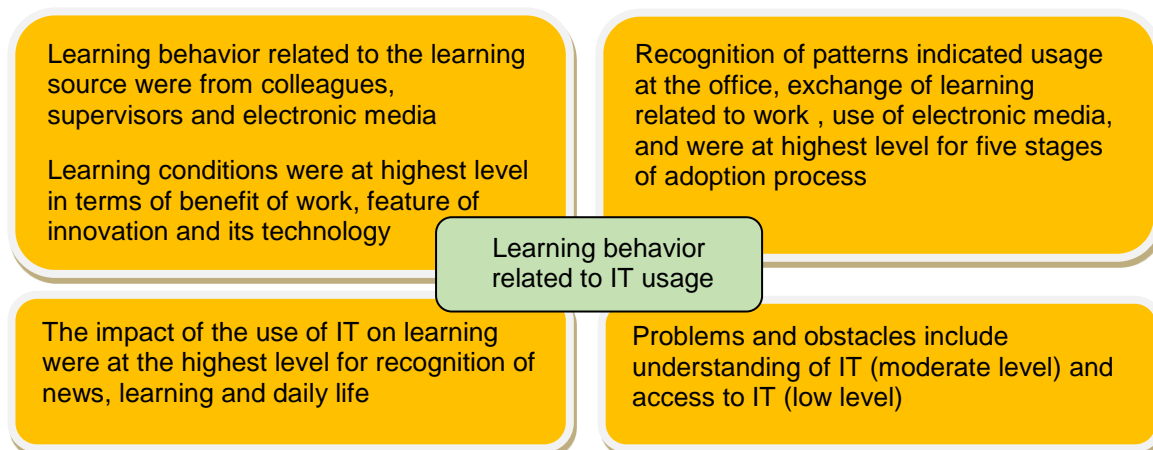 Learning behavior related to the learning
source were from colleagues,
supervisors and electronic media
Learning conditions were at highest level
in terms of benefit of work, feature of
innovation and its technology
Recognition of patterns indicated usage
at the office, exchange of learning
related to work , use of electronic media,
and were at highest level for five stages
of adoption process
Learning behavior
related to IT usage
The impact of the use of IT on learning
were at the highest level for recognition of
news, learning and daily life
Problems and obstacles include
understanding of IT (moderate level) and
access to IT (low level)